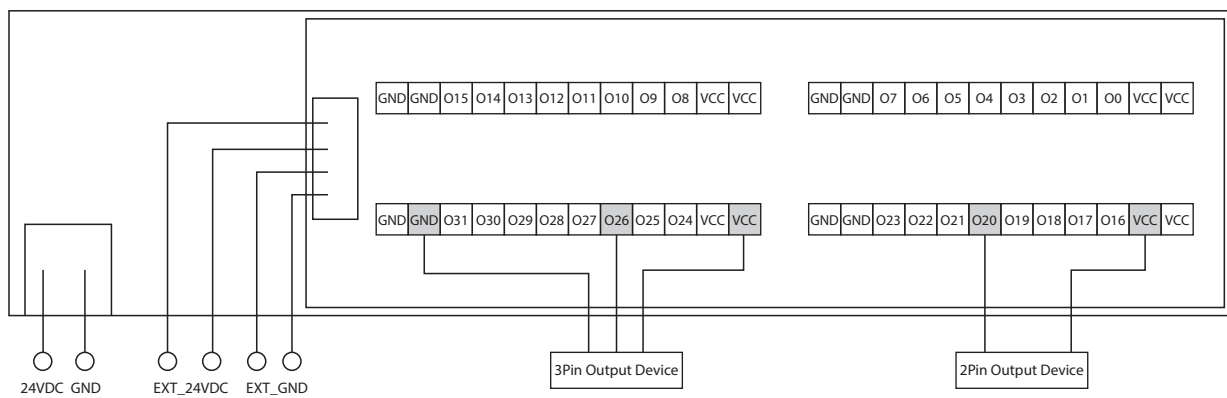 GND GND O15 O14 O13 O12 O11 O10 O9 O8 VCC VCC
GND GND O7 O6 O5 O4 O3 O2 O1 O0 VCC VCC
GND GND O31 O30 O29 O28 O27 O26 O25 O24 VCC VCC
GND GND O23 O22 O21 O20 O19 O18 O17 O16 VCC VCC
3Pin Output Device
2Pin Output Device
24VDC GND EXT_24VDC EXT_GND